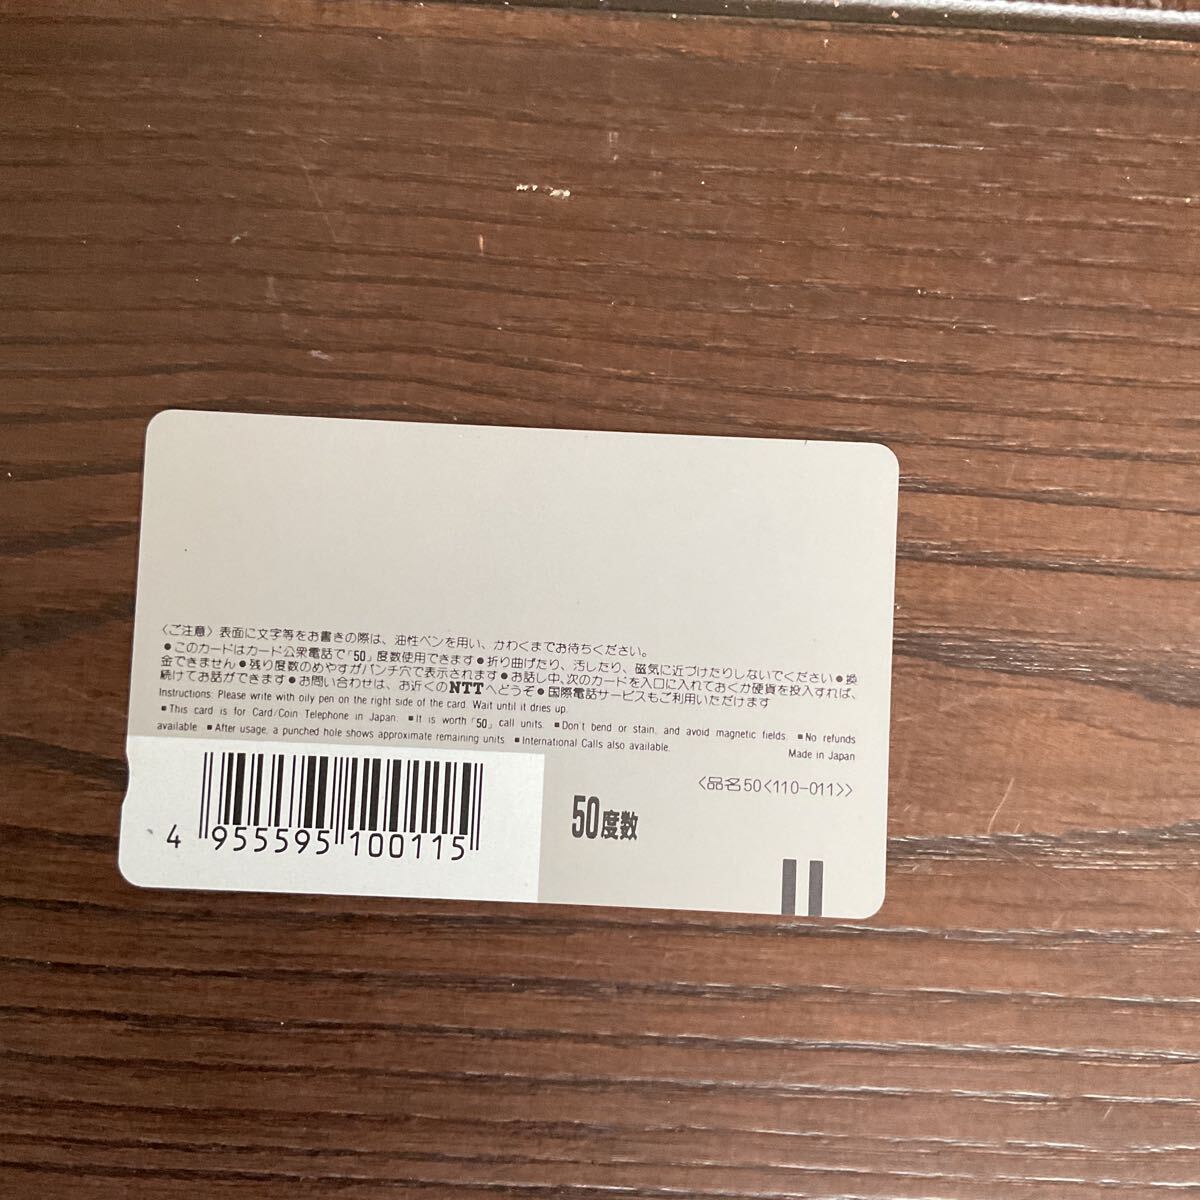 〈ご注意〉表面に文字等をお書きの際は、油性ペンを用い、かわくまでお待ちください。
●このカードはカード公衆電話で「50」度数使用できます●折り曲げたり、汚したり、磁気に近づけたりしないでください●換
金できません●残り度数のめやすがパンチ穴で表示されます●お話し中、次のカードを入口に入れておくか硬貨を投入すれば、
続けてお話ができます●お問い合わせは、お近くのNTTへどうぞ●国際電話サービスもご利用いただけます
Instructions: Please write with oily pen on the right side of the card. Wait until it dries up.
■This card is for Card/Coin Telephone in Japan. ■It is worth「50」call units. ■Don't bend or stain, and avoid magnetic fields. ■No refunds
available. ■After usage, a punched hole shows approximate remaining units. ■International Calls also available.
Made in Japan
〈品名50〈110-011〉〉
50度数
4 955595 100115